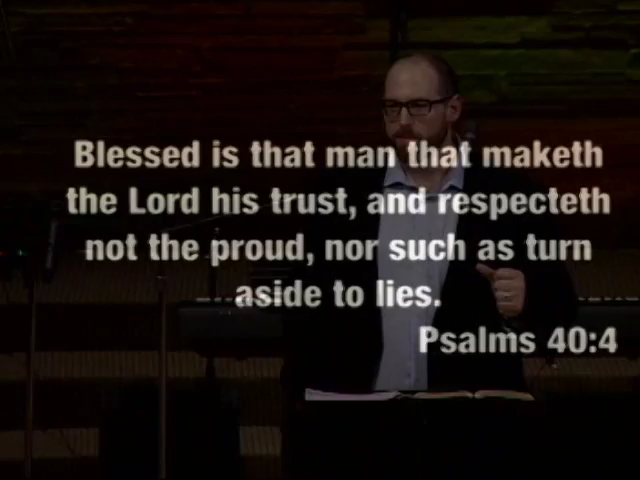 Blessed is that man that maketh
the Lord his trust, and respecteth
not the proud, nor such as turn
aside to lies.
Psalms 40:4